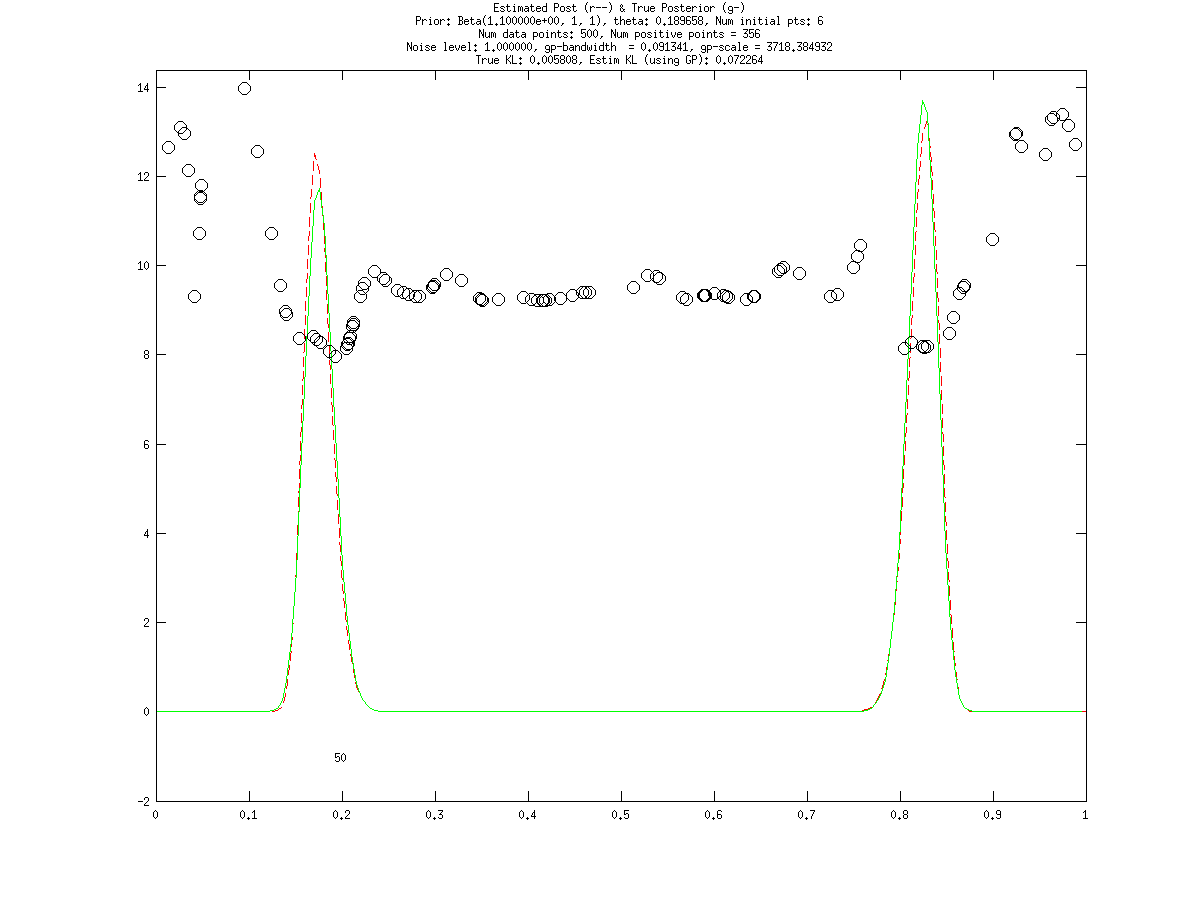 Estimated Post (r--) & True Posterior (g-)
Prior: Beta(1.100000e+00, 1, 1), theta: 0.189658, Num initial pts: 6
Num data points: 500, Num positive points = 356
Noise level: 1.000000, gp-bandwidth  = 0.091341, gp-scale = 3718.384932
True KL: 0.005808, Estim KL (using GP): 0.072264
14
12
10
8
6
4
2
0
50
-2
0 0.1 0.2 0.3 0.4 0.5 0.6 0.7 0.8 0.9 1